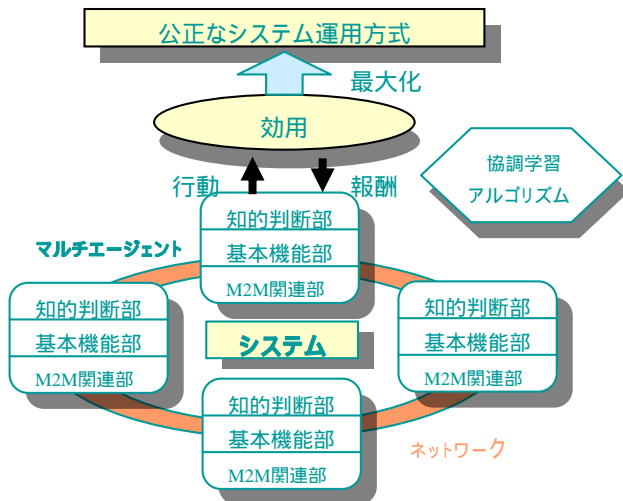 公正なシステム運用方式
最大化
効用
協調学習
アルゴリズム
行動
報酬
マルチエージェント
知的判断部
基本機能部
M2M関連部
知的判断部
基本機能部
M2M関連部
システム
知的判断部
基本機能部
M2M関連部
知的判断部
基本機能部
M2M関連部
ネットワーク